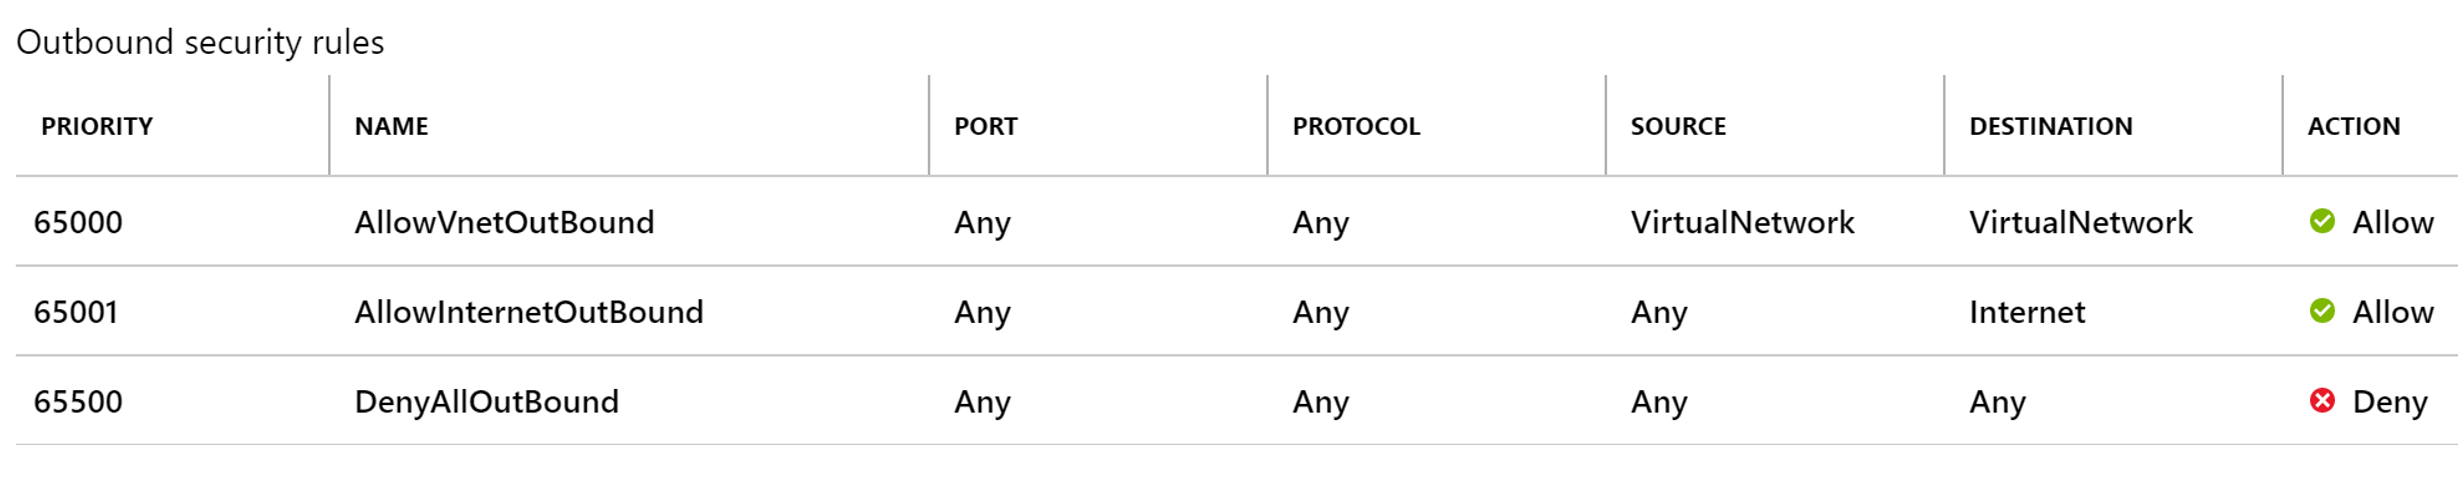 Outbound security rules
PRIORITY NAME PORT PROTOCOL SOURCE DESTINATION ACTION
65000 AllowVnetOutBound Any Any VirtualNetwork VirtualNetwork Allow
65001 AllowInternetOutBound Any Any Any Internet Allow
65500 DenyAllOutBound Any Any Any Any Deny